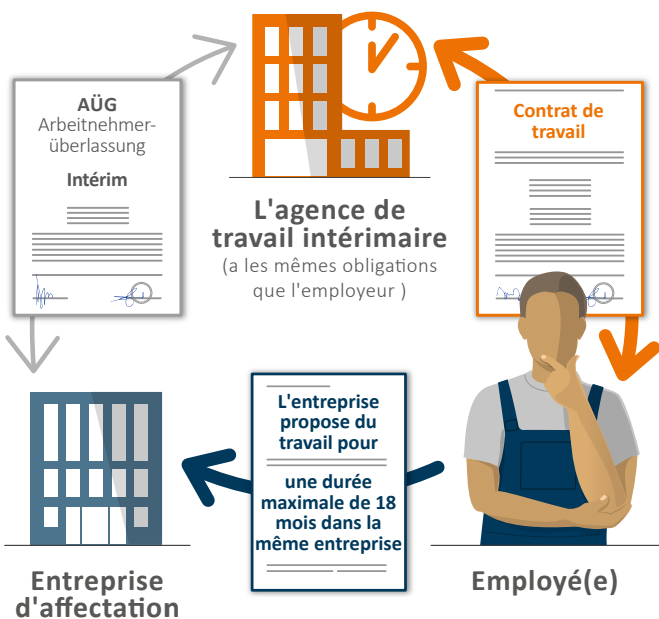 AÜG
Arbeitnehmer-
überlassung
Intérim
Contrat de
travail
L'agence de
travail intérimaire
(a les mêmes obligations
que l'employeur )
L'entreprise
propose du
travail pour
une durée
maximale de 18
mois dans la
même entreprise
Entreprise
d'affectation
Employé(e)